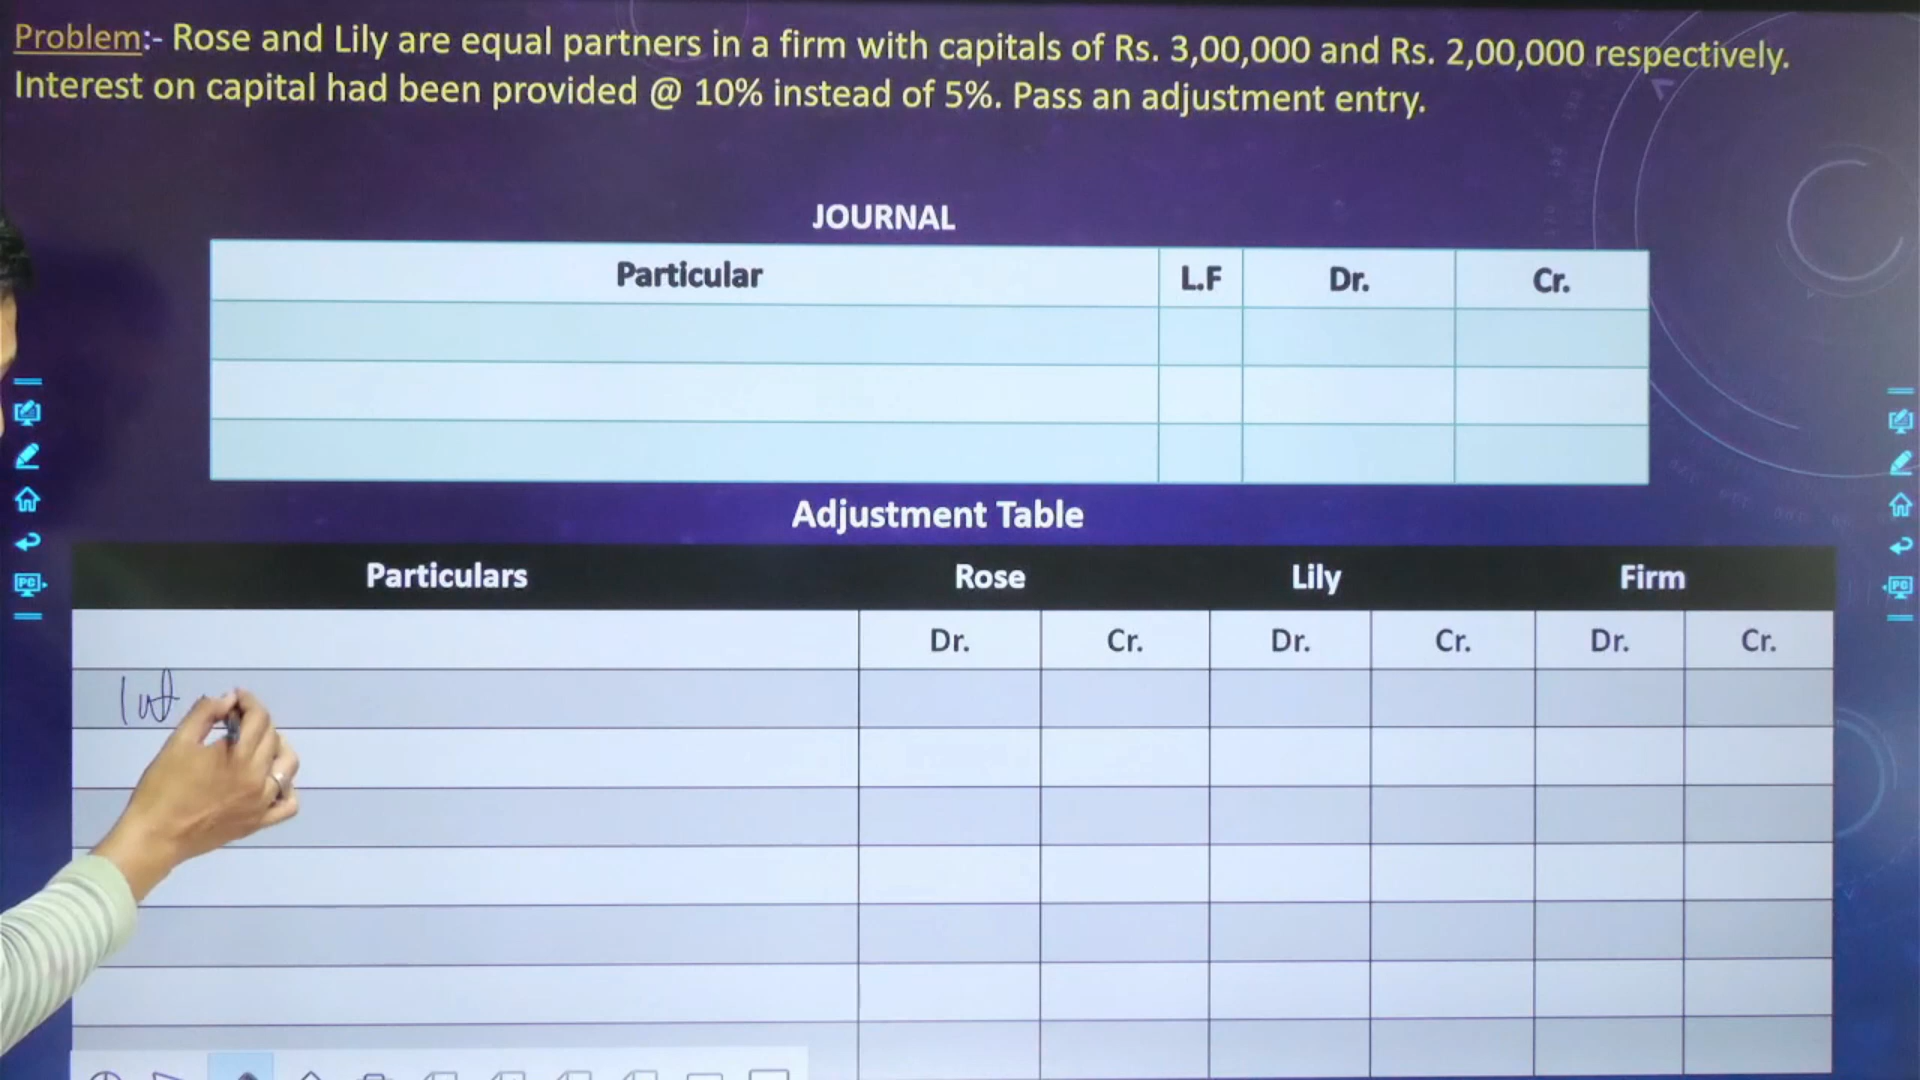 Problem:- Rose and Lily are equal partners in a firm with capitals of Rs. 3,00,000 and Rs. 2,00,000 respectively.
Interest on capital had been provided @ 10% instead of 5%. Pass an adjustment entry.
JOURNAL
Particular L.F Dr. Cr.
Adjustment Table
Particulars Rose Lily Firm
Dr. Cr. Dr. Cr. Dr. Cr.
Int
PC
PC